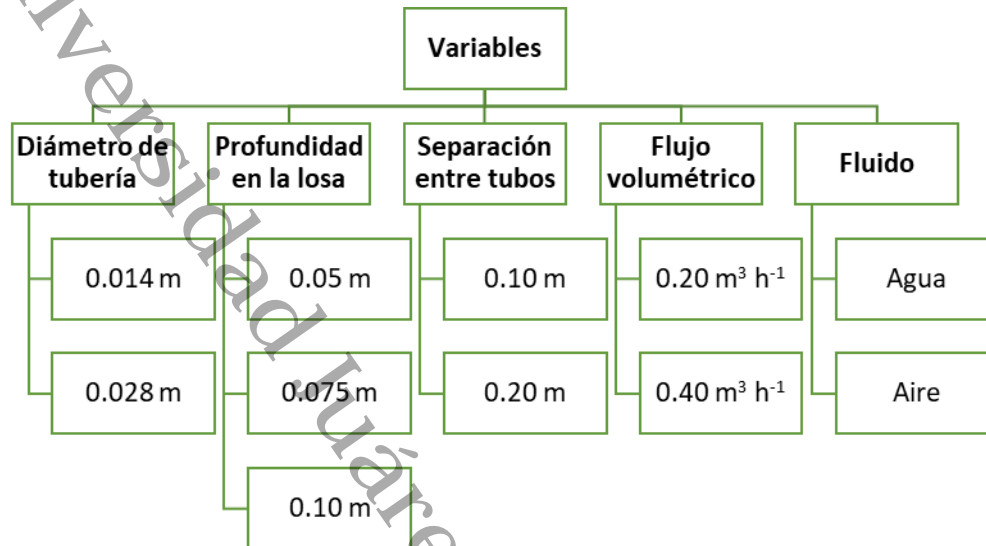 Variables
Diámetro de
tubería
Profundidad
en la losa
Separación
entre tubos
Flujo
volumétrico
Fluido
0.014 m
0.05 m
0.10 m
0.20 m³ h⁻¹
Agua
0.028 m
0.075 m
0.20 m
0.40 m³ h⁻¹
Aire
0.10 m
iversidad Juáre